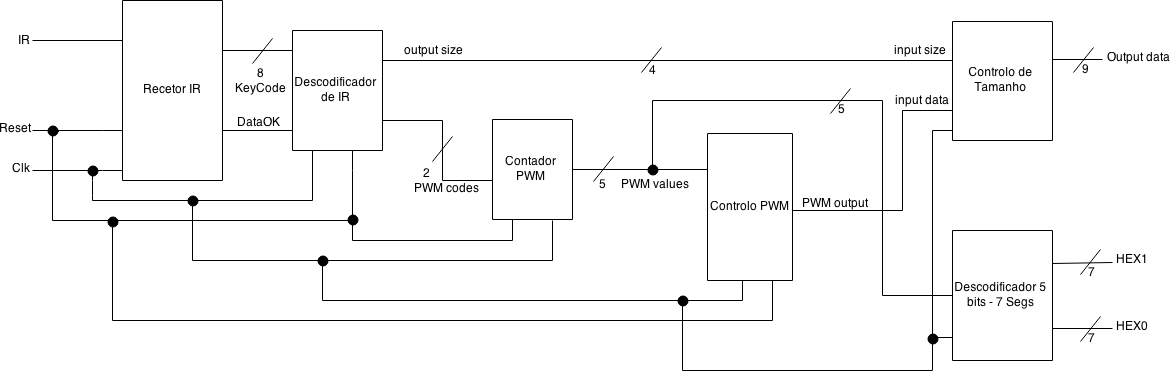 IR
Reset
Clk
Recetor IR
8
KeyCode
DataOK
Descodificador
de IR
output size
4
input size
2
PWM codes
Contador
PWM
5
PWM values
5
Controlo PWM
PWM output
input data
Controlo de
Tamanho
9
Output data
Descodificador 5
bits - 7 Segs
7
HEX1
7
HEX0